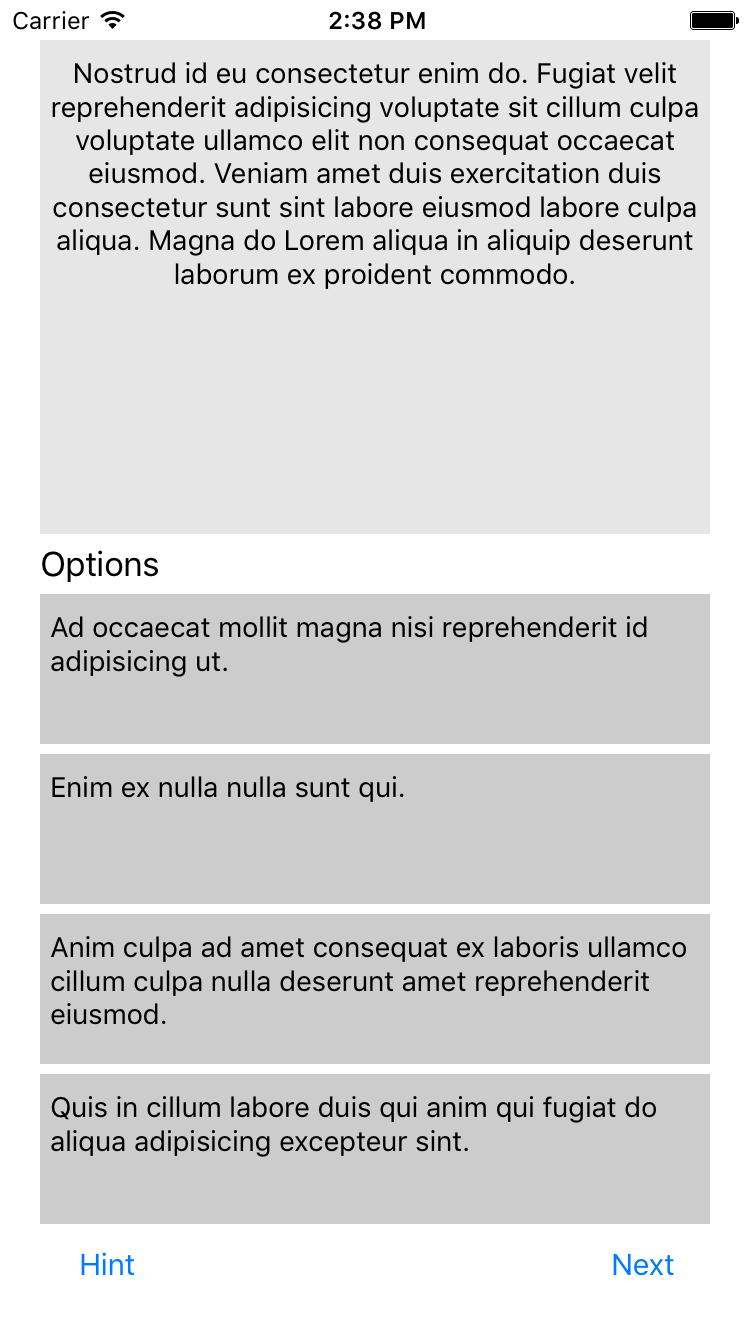 Carrier 2:38 PM
Nostrud id eu consectetur enim do. Fugiat velit
reprehenderit adipisicing voluptate sit cillum culpa
voluptate ullamco elit non consequat occaecat
eiusmod. Veniam amet duis exercitation duis
consectetur sunt sint labore eiusmod labore culpa
aliqua. Magna do Lorem aliqua in aliquip deserunt
laborum ex proident commodo.
Options
Ad occaecat mollit magna nisi reprehenderit id
adipisicing ut.
Enim ex nulla nulla sunt qui.
Anim culpa ad amet consequat ex laboris ullamco
cillum culpa nulla deserunt amet reprehenderit
eiusmod.
Quis in cillum labore duis qui anim qui fugiat do
aliqua adipisicing excepteur sint.
Hint Next